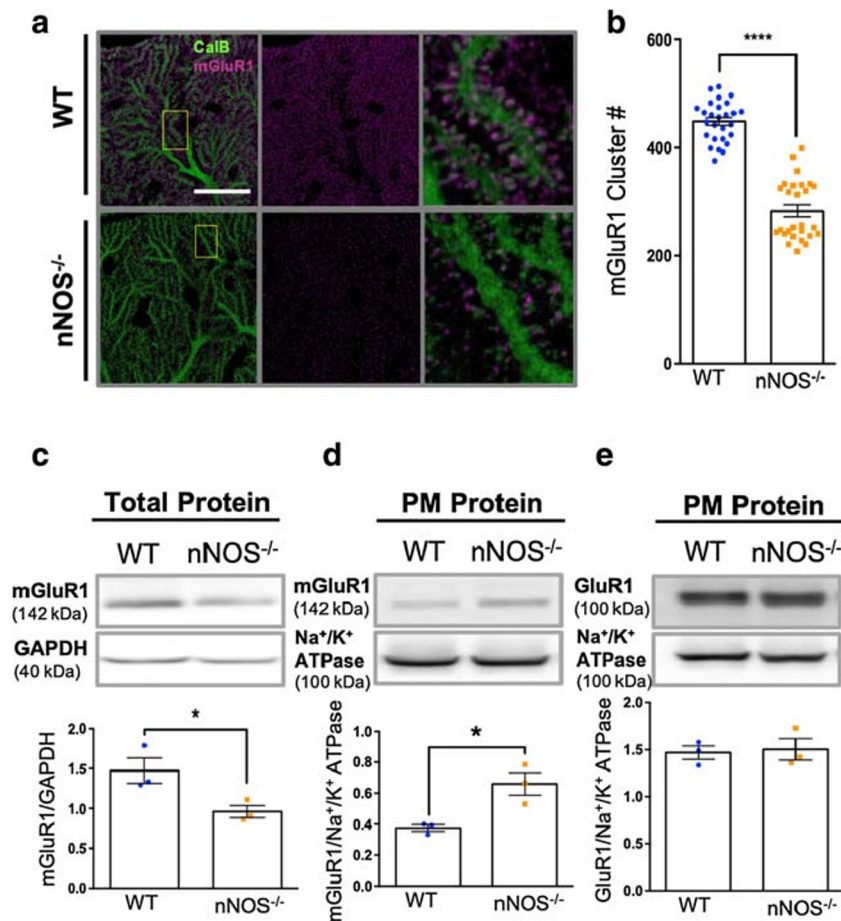 a
CalB
mGluR1
WT
nNOS-/-
b
****
mGluR1 Cluster #
600
400
200
0
WT
nNOS-/-
c
Total Protein
WT nNOS-/-
mGluR1
(142 kDa)
GAPDH
(40 kDa)
mGluR1/GAPDH
2.0
1.5
1.0
0.5
0.0
*
WT
nNOS-/-
d
PM Protein
WT nNOS-/-
mGluR1
(142 kDa)
Na+/K+
ATPase
(100 kDa)
mGluR1/Na+/K+ ATPase
1.0
0.8
0.6
0.4
0.2
0.0
*
WT
nNOS-/-
e
PM Protein
WT nNOS-/-
GluR1
(100 kDa)
Na+/K+
ATPase
(100 kDa)
GluR1/Na+/K+ ATPase
2.0
1.5
1.0
0.5
0.0
WT
nNOS-/-